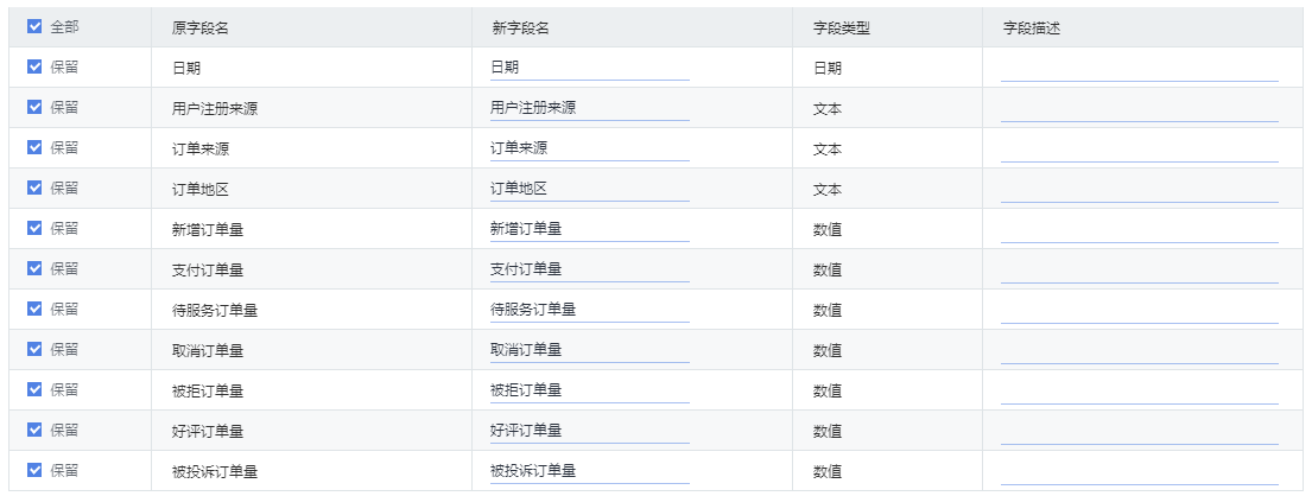 全部 原字段名 新字段名 字段类型 字段描述
保留 日期 日期 日期
保留 用户注册来源 用户注册来源 文本
保留 订单来源 订单来源 文本
保留 订单地区 订单地区 文本
保留 新增订单量 新增订单量 数值
保留 支付订单量 支付订单量 数值
保留 待服务订单量 待服务订单量 数值
保留 取消订单量 取消订单量 数值
保留 被拒订单量 被拒订单量 数值
保留 好评订单量 好评订单量 数值
保留 被投诉订单量 被投诉订单量 数值